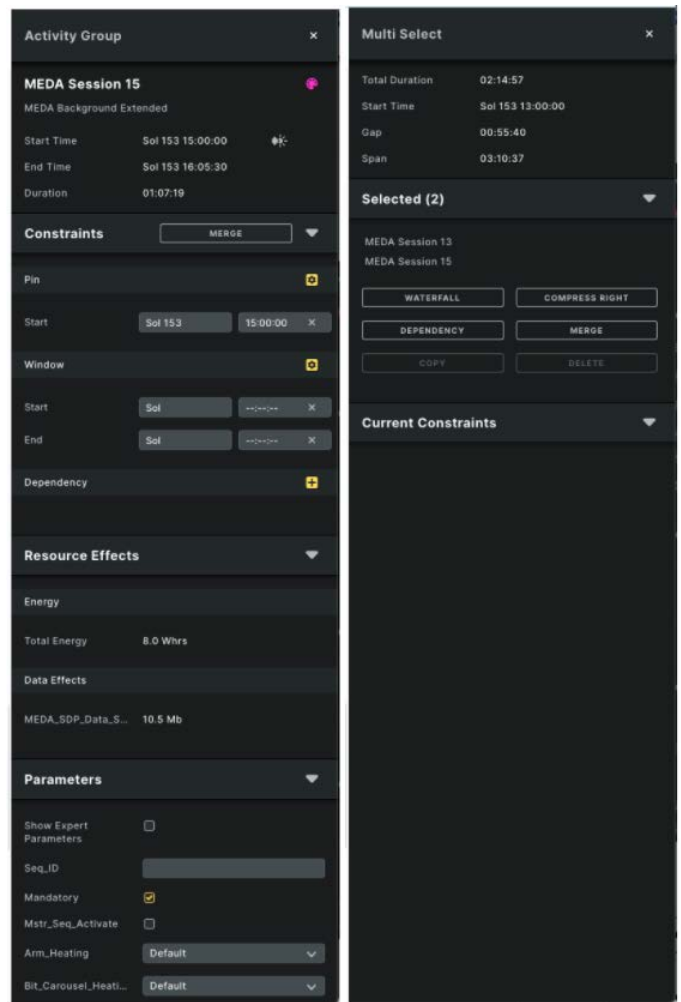 Activity Group ×
MEDA Session 15
MEDA Background Extended
Start Time Sol 153 15:00:00
End Time Sol 153 16:05:30
Duration 01:07:19
Constraints MERGE
Pin
Start Sol 153 15:00:00 ×
Window
Start Sol --:--:-- ×
End Sol --:--:-- ×
Dependency
Resource Effects
Energy
Total Energy 8.0 Whrs
Data Effects
MEDA_SDP_Data_S... 10.5 Mb
Parameters
Show Expert
Parameters
Seq_ID
Mandatory
Mstr_Seq_Activate
Arm_Heating Default
Bit_Carousel_Heati... Default
Multi Select ×
Total Duration 02:14:57
Start Time Sol 153 13:00:00
Gap 00:55:40
Span 03:10:37
Selected (2)
MEDA Session 13
MEDA Session 15
WATERFALL COMPRESS RIGHT
DEPENDENCY MERGE
COPY DELETE
Current Constraints